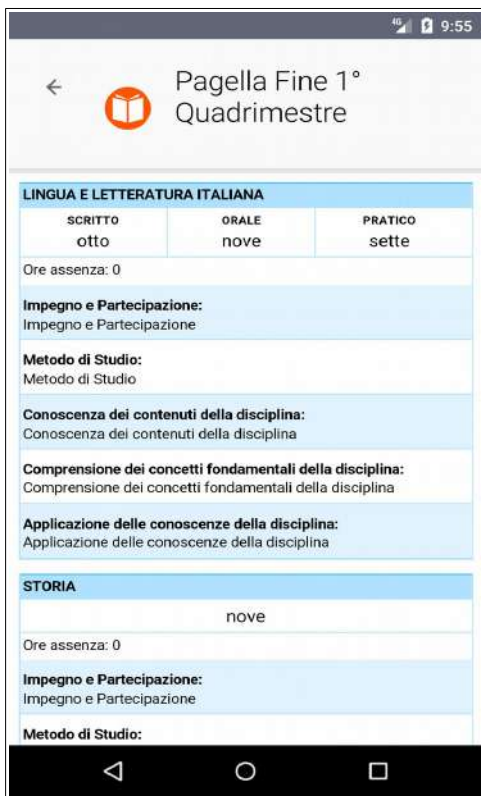 4G 9:55
Pagella Fine 1°
Quadrimestre
LINGUA E LETTERATURA ITALIANA
SCRITTO ORALE PRATICO
otto nove sette
Ore assenza: 0
Impegno e Partecipazione:
Impegno e Partecipazione
Metodo di Studio:
Metodo di Studio
Conoscenza dei contenuti della disciplina:
Conoscenza dei contenuti della disciplina
Comprensione dei concetti fondamentali della disciplina:
Comprensione dei concetti fondamentali della disciplina
Applicazione delle conoscenze della disciplina:
Applicazione delle conoscenze della disciplina
STORIA
nove
Ore assenza: 0
Impegno e Partecipazione:
Impegno e Partecipazione
Metodo di Studio: